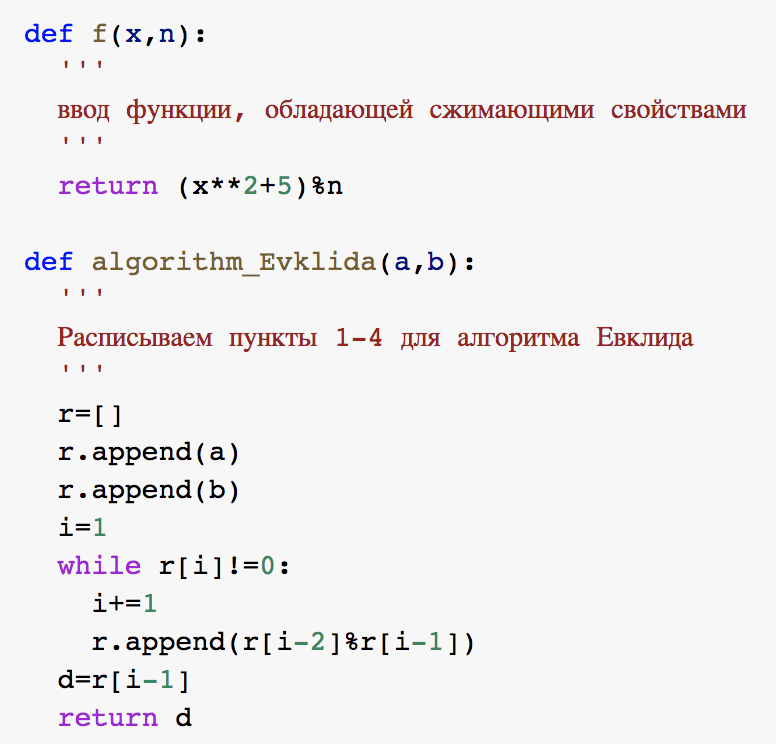 def f(x,n):
'''
ввод функции, обладающей сжимающими свойствами
'''
return (x**2+5)%n
def algorithm_Evklida(a,b):
'''
Расписываем пункты 1-4 для алгоритма Евклида
'''
r=[]
r.append(a)
r.append(b)
i=1
while r[i]!=0:
i+=1
r.append(r[i-2]%r[i-1])
d=r[i-1]
return d